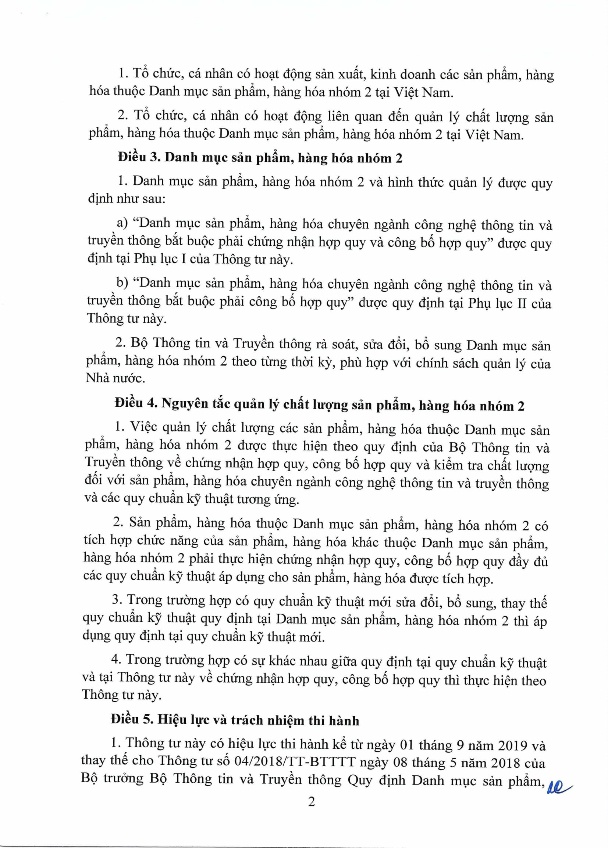 1. Tổ chức, cá nhân có hoạt động sản xuất, kinh doanh các sản phẩm, hàng
hóa thuộc Danh mục sản phẩm, hàng hóa nhóm 2 tại Việt Nam.
2. Tổ chức, cá nhân có hoạt động liên quan đến quản lý chất lượng sản
phẩm, hàng hóa thuộc Danh mục sản phẩm, hàng hóa nhóm 2 tại Việt Nam.
Điều 3. Danh mục sản phẩm, hàng hóa nhóm 2
1. Danh mục sản phẩm, hàng hóa nhóm 2 và hình thức quản lý được quy
định như sau:
a) “Danh mục sản phẩm, hàng hóa chuyên ngành công nghệ thông tin và
truyền thông bắt buộc phải chứng nhận hợp quy và công bố hợp quy” được quy
định tại Phụ lục I của Thông tư này.
b) “Danh mục sản phẩm, hàng hóa chuyên ngành công nghệ thông tin và
truyền thông bắt buộc phải công bố hợp quy” được quy định tại Phụ lục II của
Thông tư này.
2. Bộ Thông tin và Truyền thông rà soát, sửa đổi, bổ sung Danh mục sản
phẩm, hàng hóa nhóm 2 theo từng thời kỳ, phù hợp với chính sách quản lý của
Nhà nước.
Điều 4. Nguyên tắc quản lý chất lượng sản phẩm, hàng hóa nhóm 2
1. Việc quản lý chất lượng các sản phẩm, hàng hóa thuộc Danh mục sản
phẩm, hàng hóa nhóm 2 được thực hiện theo quy định của Bộ Thông tin và
Truyền thông về chứng nhận hợp quy, công bố hợp quy và kiểm tra chất lượng
đối với sản phẩm, hàng hóa chuyên ngành công nghệ thông tin và truyền thông
và các quy chuẩn kỹ thuật tương ứng.
2. Sản phẩm, hàng hóa thuộc Danh mục sản phẩm, hàng hóa nhóm 2 có
tích hợp chức năng của sản phẩm, hàng hóa khác thuộc Danh mục sản phẩm,
hàng hóa nhóm 2 phải thực hiện chứng nhận hợp quy, công bố hợp quy đầy đủ
các quy chuẩn kỹ thuật áp dụng cho sản phẩm, hàng hóa được tích hợp.
3. Trong trường hợp có quy chuẩn kỹ thuật mới sửa đổi, bổ sung, thay thế
quy chuẩn kỹ thuật quy định tại Danh mục sản phẩm, hàng hóa nhóm 2 thì áp
dụng quy định tại quy chuẩn kỹ thuật mới.
4. Trong trường hợp có sự khác nhau giữa quy định tại quy chuẩn kỹ thuật
và tại Thông tư này về chứng nhận hợp quy, công bố hợp quy thì thực hiện theo
Thông tư này.
Điều 5. Hiệu lực và trách nhiệm thi hành
1. Thông tư này có hiệu lực thi hành kể từ ngày 01 tháng 9 năm 2019 và
thay thế cho Thông tư số 04/2018/TT-BTTTT ngày 08 tháng 5 năm 2018 của
Bộ trưởng Bộ Thông tin và Truyền thông Quy định Danh mục sản phẩm,
2